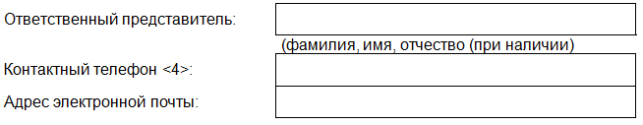 Ответственный представитель:
(фамилия, имя, отчество (при наличии)
Контактный телефон <4>:
Адрес электронной почты: